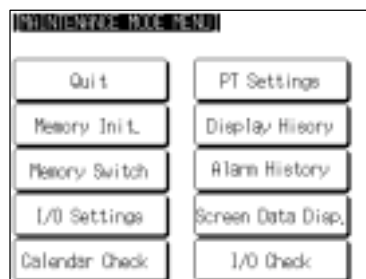 [MAINTENANCE MODE MENU]
Quit
PT Settings
Memory Init.
Display Hisory
Memory Switch
Alarm History
I/O Settings
Screen Data Disp.
Calendar Check
I/O Check